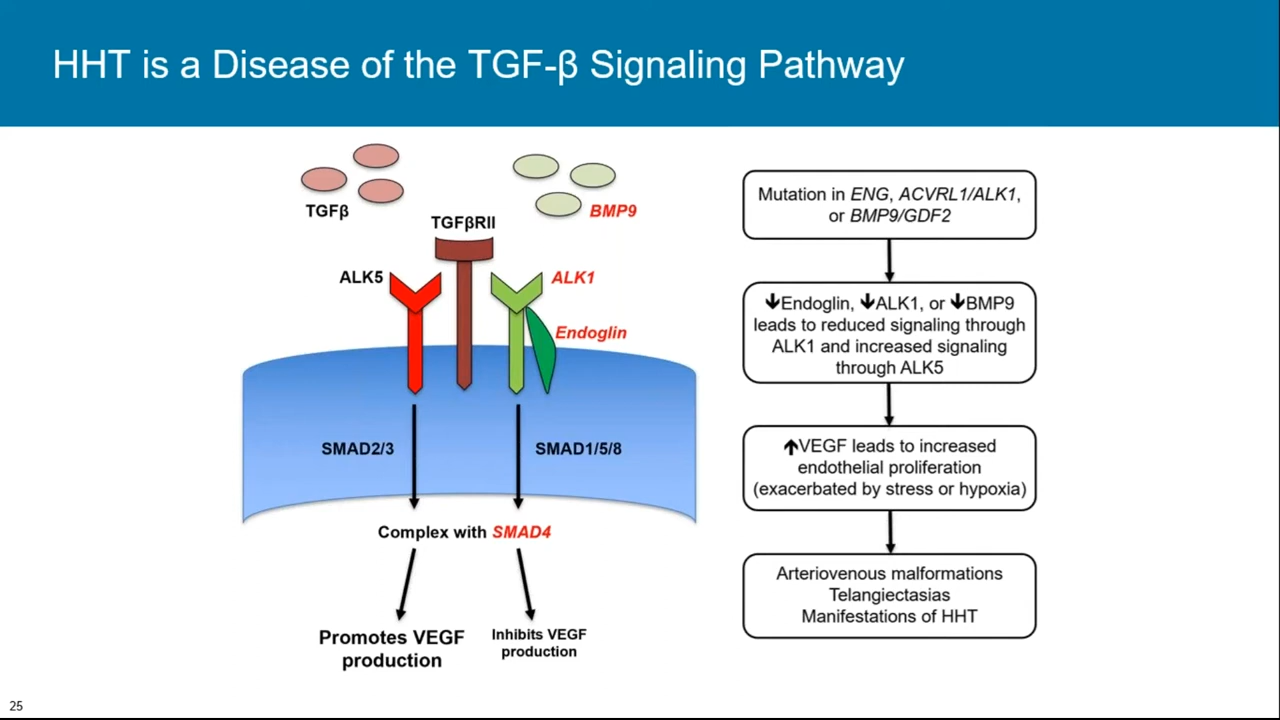 HHT is a Disease of the TGF-β Signaling Pathway
TGFβ
BMP9
TGFβRII
ALK5
ALK1
Endoglin
SMAD2/3
SMAD1/5/8
Complex with SMAD4
Promotes VEGF
production
Inhibits VEGF
production
Mutation in ENG, ACVRL1/ALK1,
or BMP9/GDF2
🡻Endoglin, 🡻ALK1, or 🡻BMP9
leads to reduced signaling through
ALK1 and increased signaling
through ALK5
🡹VEGF leads to increased
endothelial proliferation
(exacerbated by stress or hypoxia)
Arteriovenous malformations
Telangiectasias
Manifestations of HHT
25